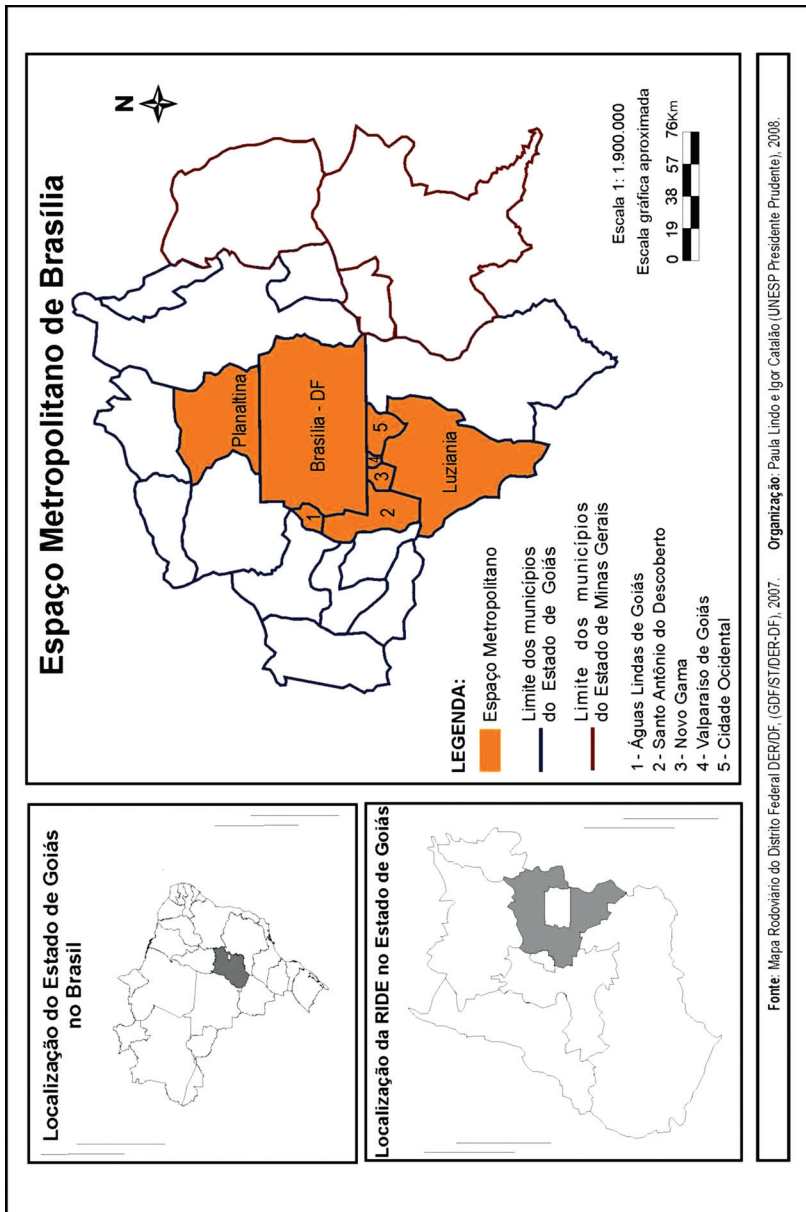 Localização do Estado de Goiás
no Brasil
Localização da RIDE no Estado de Goiás
Espaço Metropolitano de Brasília
N
Planaltina
Brasília - DF
Luziania
1
2
3
4
5
LEGENDA:
Espaço Metropolitano
Limite dos municípios
do Estado de Goiás
Limite dos municípios
do Estado de Minas Gerais
1- Águas Lindas de Goiás
2- Santo Antônio do Descoberto
3- Novo Gama
4- Valparaíso de Goiás
5- Cidade Ocidental
Escala 1: 1.900.000
Escala gráfica aproximada
0 19 38 57 76Km
Fonte: Mapa Rodoviário do Distrito Federal DER/DF, (GDF/ST/DER-DF), 2007. Organização: Paula Lindo e Igor Catalão (UNESP Presidente Prudente), 2008.